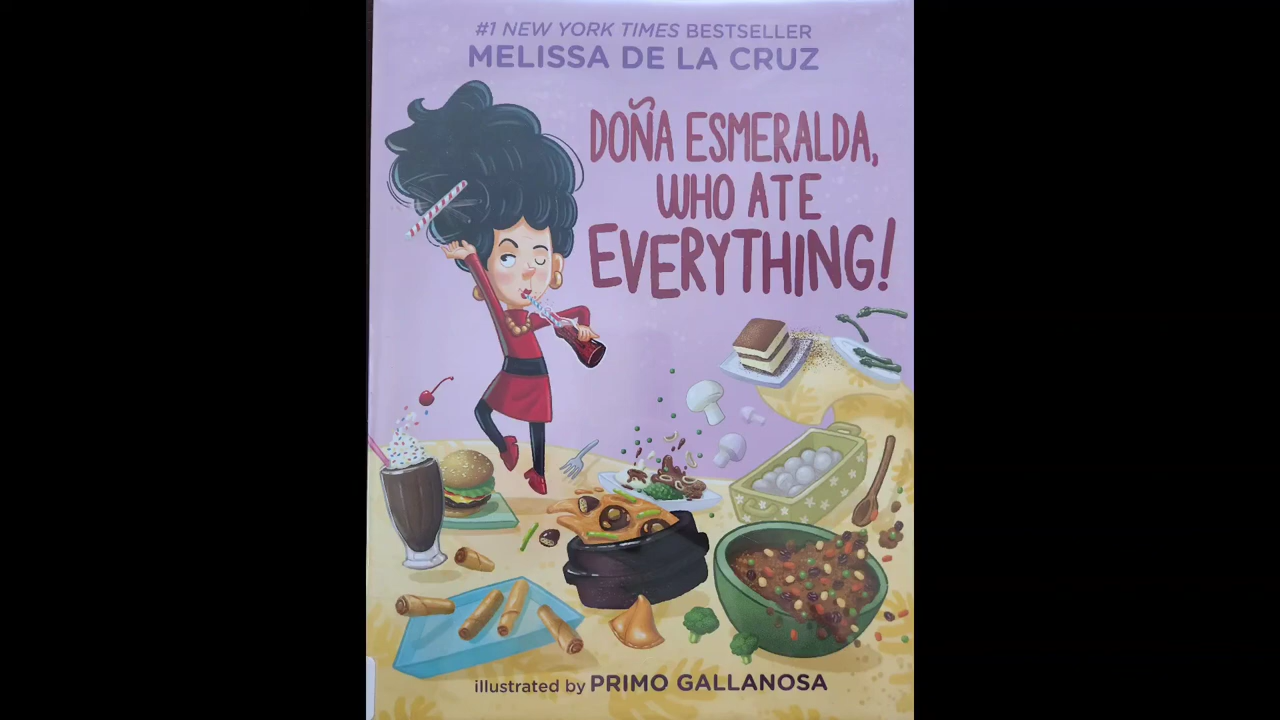 #1 NEW YORK TIMES BESTSELLER
MELISSA DE LA CRUZ
DOÑA ESMERALDA,
WHO ATE
EVERYTHING!
illustrated by PRIMO GALLANOSA